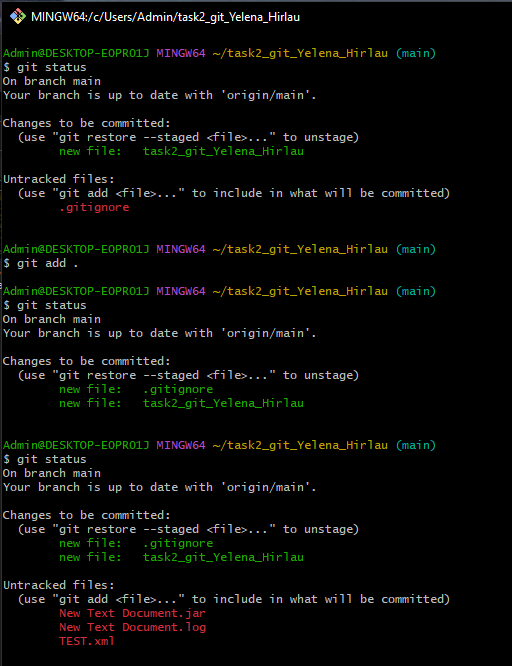 MINGW64:/c/Users/Admin/task2_git_Yelena_Hirlau
Admin@DESKTOP-EOPRO1J MINGW64 ~/task2_git_Yelena_Hirlau (main)
$ git status
On branch main
Your branch is up to date with 'origin/main'.
Changes to be committed:
  (use "git restore --staged <file>..." to unstage)
        new file:   task2_git_Yelena_Hirlau
Untracked files:
  (use "git add <file>..." to include in what will be committed)
        .gitignore
Admin@DESKTOP-EOPRO1J MINGW64 ~/task2_git_Yelena_Hirlau (main)
$ git add .
Admin@DESKTOP-EOPRO1J MINGW64 ~/task2_git_Yelena_Hirlau (main)
$ git status
On branch main
Your branch is up to date with 'origin/main'.
Changes to be committed:
  (use "git restore --staged <file>..." to unstage)
        new file:   .gitignore
        new file:   task2_git_Yelena_Hirlau
Admin@DESKTOP-EOPRO1J MINGW64 ~/task2_git_Yelena_Hirlau (main)
$ git status
On branch main
Your branch is up to date with 'origin/main'.
Changes to be committed:
  (use "git restore --staged <file>..." to unstage)
        new file:   .gitignore
        new file:   task2_git_Yelena_Hirlau
Untracked files:
  (use "git add <file>..." to include in what will be committed)
        New Text Document.jar
        New Text Document.log
        TEST.xml